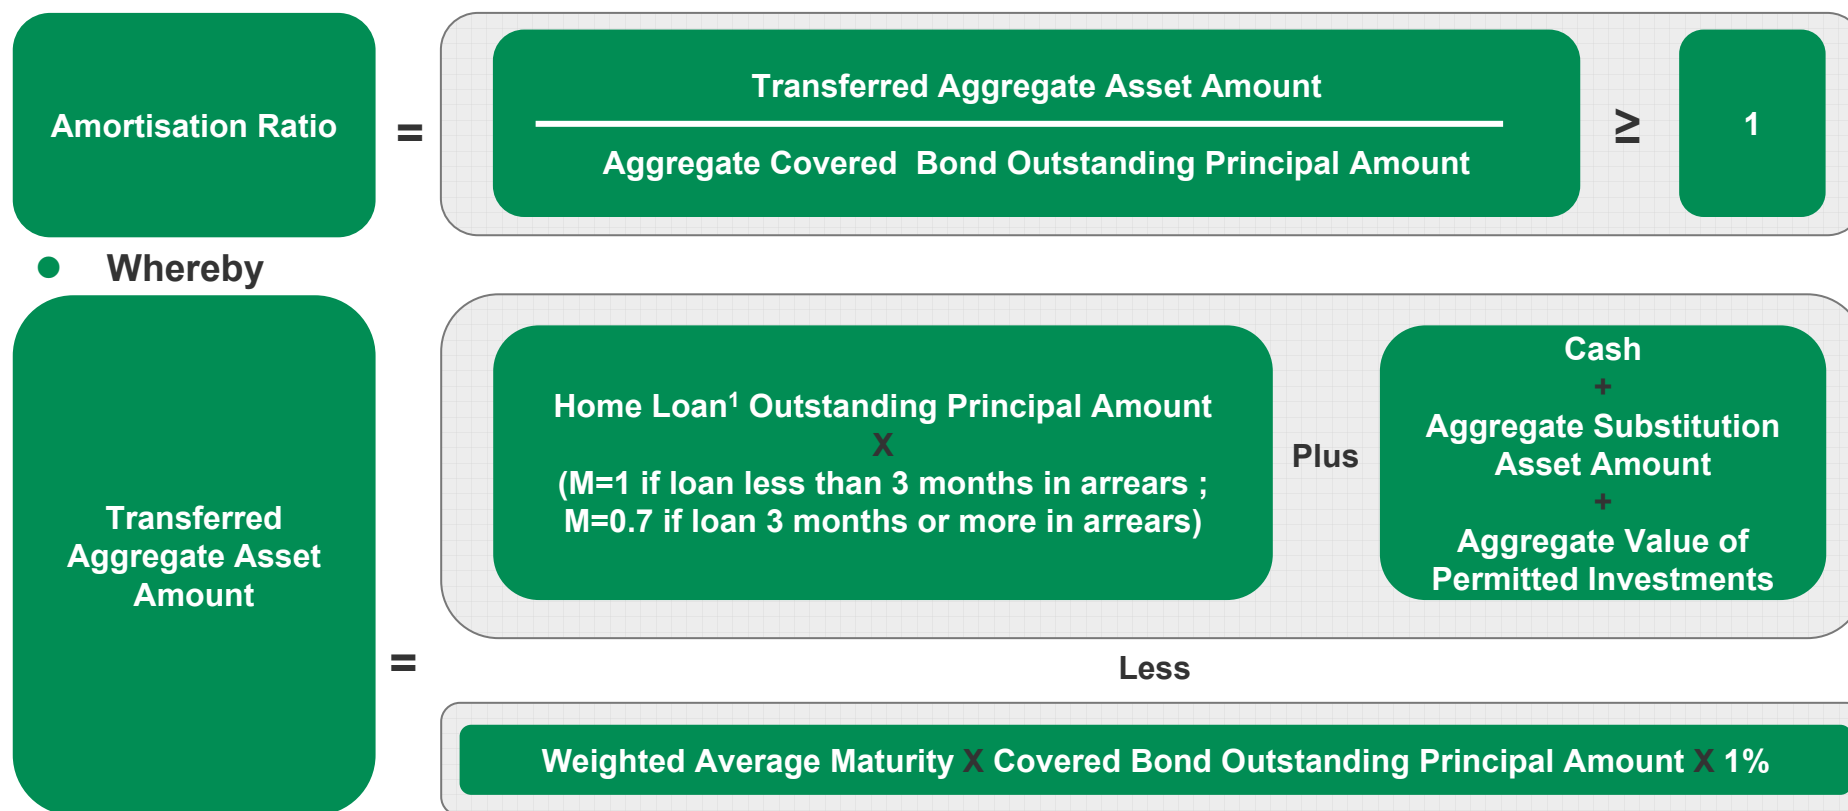 Amortisation Ratio
=
Transferred Aggregate Asset Amount
Aggregate Covered Bond Outstanding Principal Amount
≥
1
● Whereby
Transferred
Aggregate Asset
Amount
=
Home Loan¹ Outstanding Principal Amount
X
(M=1 if loan less than 3 months in arrears ;
M=0.7 if loan 3 months or more in arrears)
Plus
Cash
+
Aggregate Substitution
Asset Amount
+
Aggregate Value of
Permitted Investments
Less
Weighted Average Maturity X Covered Bond Outstanding Principal Amount X 1%